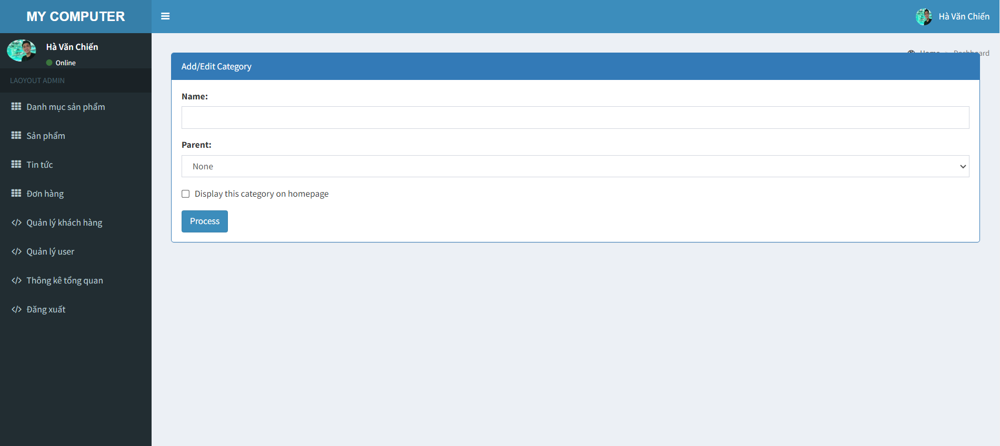 MY COMPUTER
Hà Văn Chiến
Hà Văn Chiến
Online
LAOYOUT ADMIN
Danh mục sản phẩm
Sản phẩm
Tin tức
Đơn hàng
Quản lý khách hàng
Quản lý user
Thông kê tổng quan
Đăng xuất
Home > Dashboard
Add/Edit Category
Name:
Parent:
None
Display this category on homepage
Process